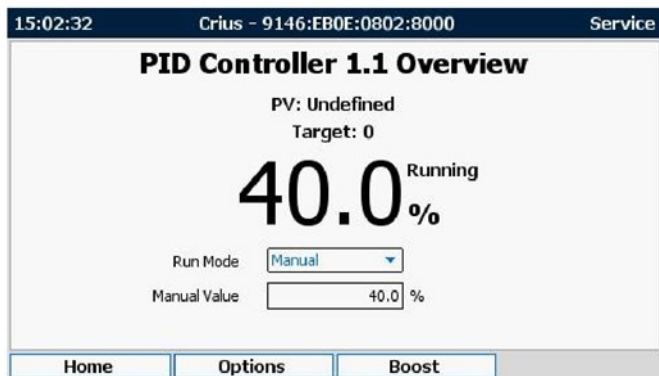 15:02:32 Crius - 9146:EB0E:0802:8000 Service
PID Controller 1.1 Overview
PV: Undefined
Target: 0
40.0 % Running
Run Mode Manual
Manual Value 40.0 %
Home Options Boost